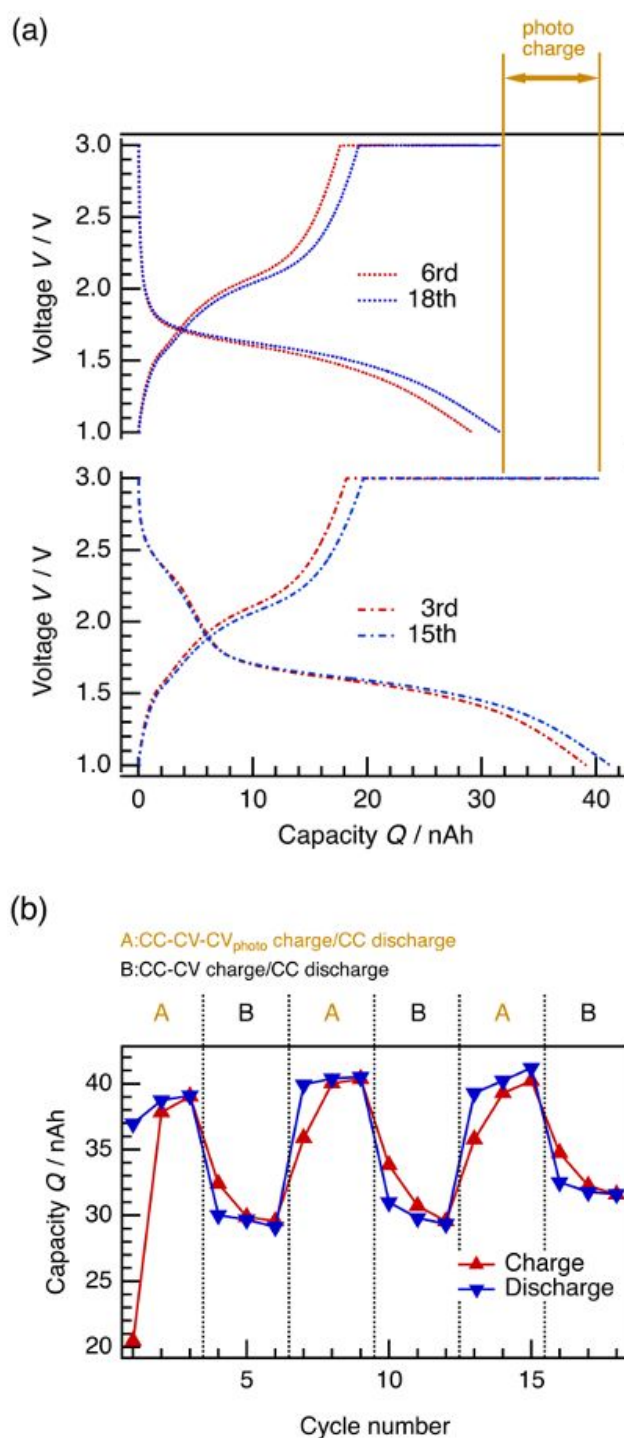 (a)
photo
charge
3.0
2.5
2.0
1.5
1.0
Voltage V / V
6rd
18th
3.0
2.5
2.0
1.5
1.0
Voltage V / V
3rd
15th
0 10 20 30 40
Capacity Q / nAh
(b)
A:CC-CV-CVphoto charge/CC discharge
B:CC-CV charge/CC discharge
A B A B A B
40
35
30
25
20
Capacity Q / nAh
Charge
Discharge
5 10 15
Cycle number